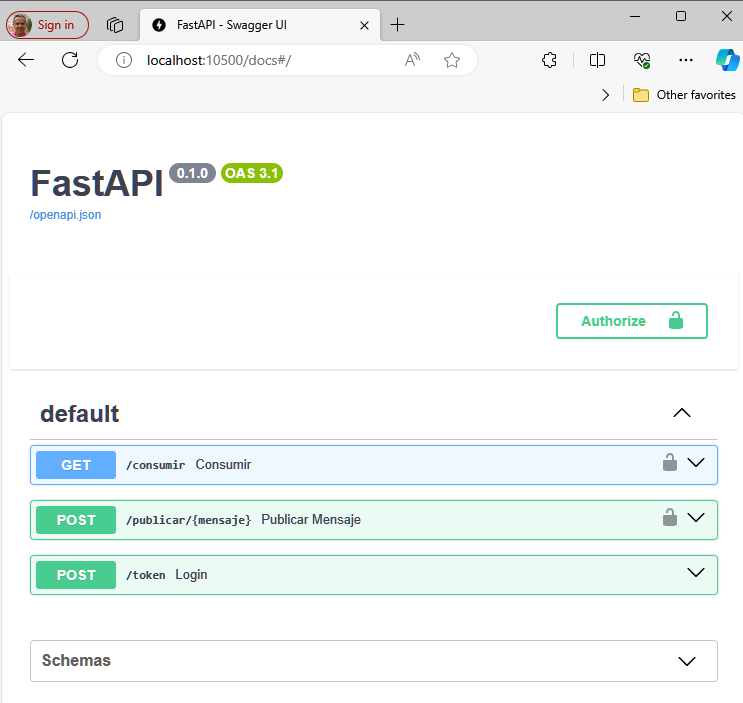 Sign in
FastAPI - Swagger UI
localhost:10500/docs#/
Other favorites
FastAPI 0.1.0 OAS 3.1
/openapi.json
Authorize
default
GET /consumir Consumir
POST /publicar/{mensaje} Publicar Mensaje
POST /token Login
Schemas